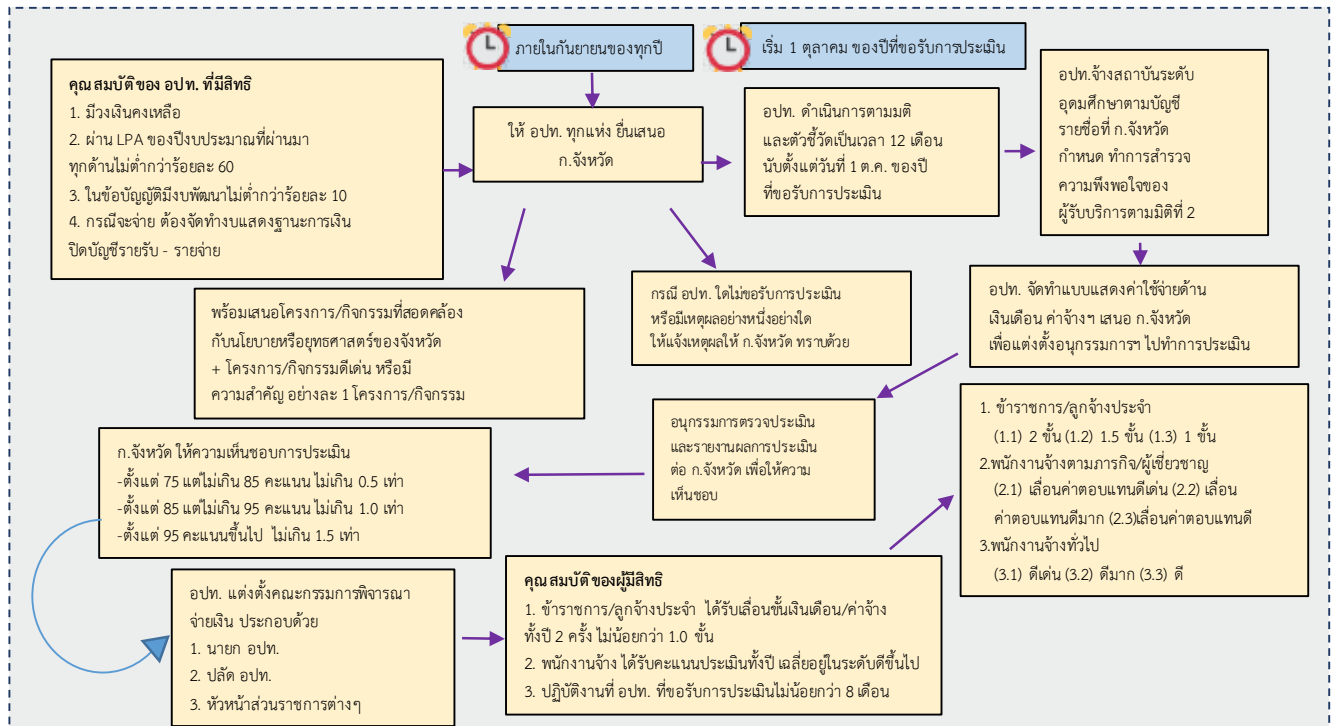 ภายในกันยายนของทุกปี
เริ่ม 1 ตุลาคม ของปีที่ขอรับการประเมิน
คุณสมบัติของ อปท. ที่มีสิทธิ
1. มีวงเงินคงเหลือ
2. ผ่าน LPA ของปีงบประมาณที่ผ่านมา
ทุกด้านไม่ต่ำกว่าร้อยละ 60
3. ในข้อบัญญัติมีงบพัฒนาไม่ต่ำกว่าร้อยละ 10
4. กรณีจะจ่าย ต้องจัดทำงบแสดงฐานะการเงิน
ปิดบัญชีรายรับ - รายจ่าย
ให้ อปท. ทุกแห่ง ยื่นเสนอ
ก.จังหวัด
อปท. ดำเนินการตามมติ
และตัวชี้วัดเป็นเวลา 12 เดือน
นับตั้งแต่วันที่ 1 ต.ค. ของปี
ที่ขอรับการประเมิน
อปท.จ้างสถาบันระดับ
อุดมศึกษาตามบัญชี
รายชื่อที่ ก.จังหวัด
กำหนด ทำการสำรวจ
ความพึงพอใจของ
ผู้รับบริการตามมิติที่ 2
พร้อมเสนอโครงการ/กิจกรรมที่สอดคล้อง
กับนโยบายหรือยุทธศาสตร์ของจังหวัด
+ โครงการ/กิจกรรมดีเด่น หรือมี
ความสำคัญ อย่างละ 1 โครงการ/กิจกรรม
กรณี อปท. ใดไม่ขอรับการประเมิน
หรือมีเหตุผลอย่างหนึ่งอย่างใด
ให้แจ้งเหตุผลให้ ก.จังหวัด ทราบด้วย
อปท. จัดทำแบบแสดงค่าใช้จ่ายด้าน
เงินเดือน ค่าจ้างฯ เสนอ ก.จังหวัด
เพื่อแต่งตั้งอนุกรรมการฯ ไปทำการประเมิน
อนุกรรมการตรวจประเมิน
และรายงานผลการประเมิน
ต่อ ก.จังหวัด เพื่อให้ความ
เห็นชอบ
ก.จังหวัด ให้ความเห็นชอบการประเมิน
-ตั้งแต่ 75 แต่ไม่เกิน 85 คะแนน ไม่เกิน 0.5 เท่า
-ตั้งแต่ 85 แต่ไม่เกิน 95 คะแนน ไม่เกิน 1.0 เท่า
-ตั้งแต่ 95 คะแนนขึ้นไป ไม่เกิน 1.5 เท่า
อปท. แต่งตั้งคณะกรรมการพิจารณา
จ่ายเงิน ประกอบด้วย
1. นายก อปท.
2. ปลัด อปท.
3. หัวหน้าส่วนราชการต่างๆ
คุณสมบัติของผู้มีสิทธิ
1. ข้าราชการ/ลูกจ้างประจำ ได้รับเลื่อนขั้นเงินเดือน/ค่าจ้าง
ทั้งปี 2 ครั้ง ไม่น้อยกว่า 1.0 ขั้น
2. พนักงานจ้าง ได้รับคะแนนประเมินทั้งปี เฉลี่ยอยู่ในระดับดีขึ้นไป
3. ปฏิบัติงานที่ อปท. ที่ขอรับการประเมินไม่น้อยกว่า 8 เดือน
1. ข้าราชการ/ลูกจ้างประจำ
(1.1) 2 ขั้น (1.2) 1.5 ขั้น (1.3) 1 ขั้น
2.พนักงานจ้างตามภารกิจ/ผู้เชี่ยวชาญ
(2.1) เลื่อนค่าตอบแทนดีเด่น (2.2) เลื่อน
ค่าตอบแทนดีมาก (2.3)เลื่อนค่าตอบแทนดี
3.พนักงานจ้างทั่วไป
(3.1) ดีเด่น (3.2) ดีมาก (3.3) ดี